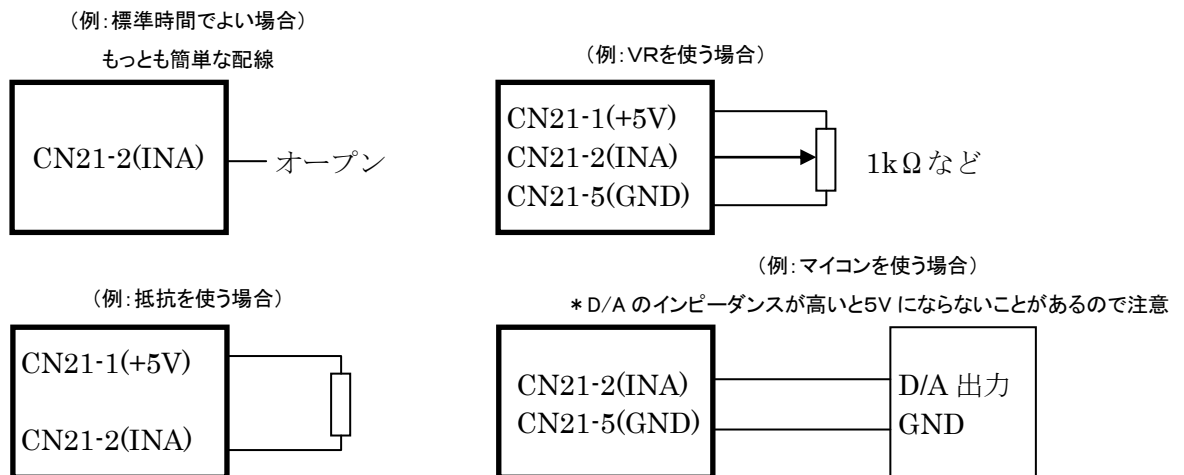 (例：標準時間でよい場合)
もっとも簡単な配線
CN21-2(INA)
オープン
(例：VRを使う場合)
CN21-1(+5V)
CN21-2(INA)
CN21-5(GND)
1kΩなど
(例：抵抗を使う場合)
CN21-1(+5V)
CN21-2(INA)
(例：マイコンを使う場合)
＊D/A のインピーダンスが高いと5V にならないことがあるので注意
CN21-2(INA)
CN21-5(GND)
D/A 出力
GND